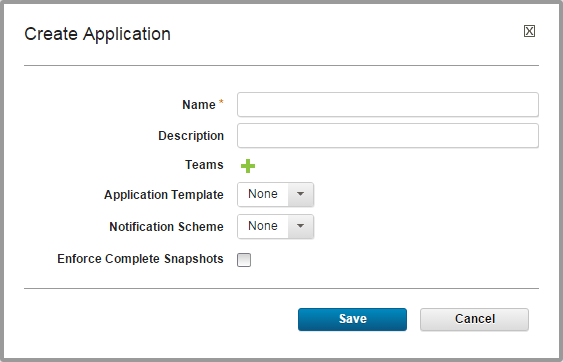 Create Application
Name *
Description
Teams
Application Template None
Notification Scheme None
Enforce Complete Snapshots
Save Cancel